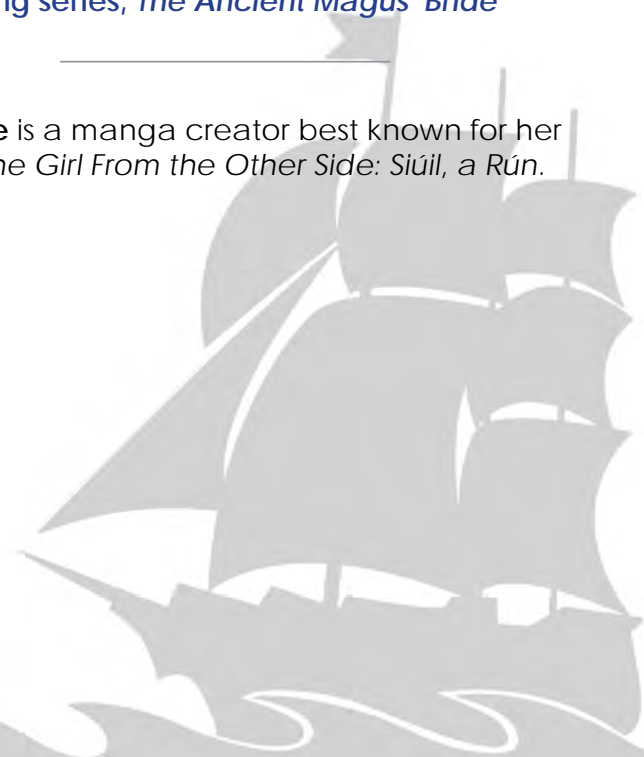 ng series, The Ancient Magus' Bride
e is a manga creator best known for her
he Girl From the Other Side: Siúil, a Rún.